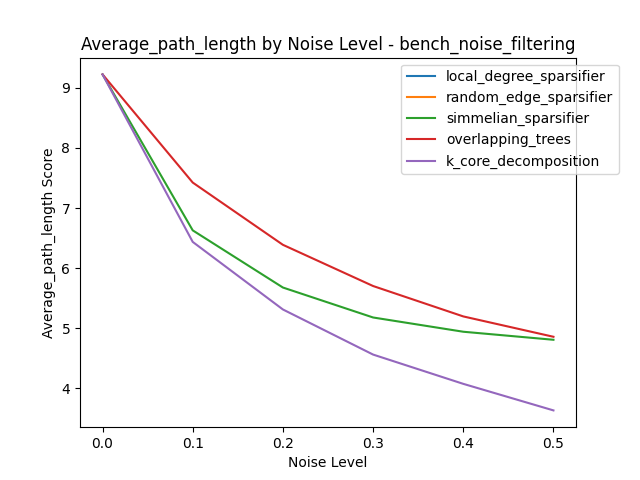 Average_path_length by Noise Level - bench_noise_filtering
local_degree_sparsifier
random_edge_sparsifier
simmelian_sparsifier
overlapping_trees
k_core_decomposition
Average_path_length Score
9
8
7
6
5
4
0.0 0.1 0.2 0.3 0.4 0.5
Noise Level